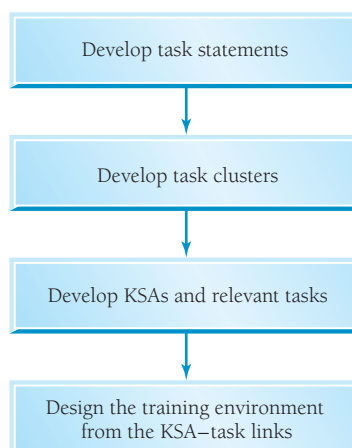 Develop task statements
Develop task clusters
Develop KSAs and relevant tasks
Design the training environment
from the KSA–task links